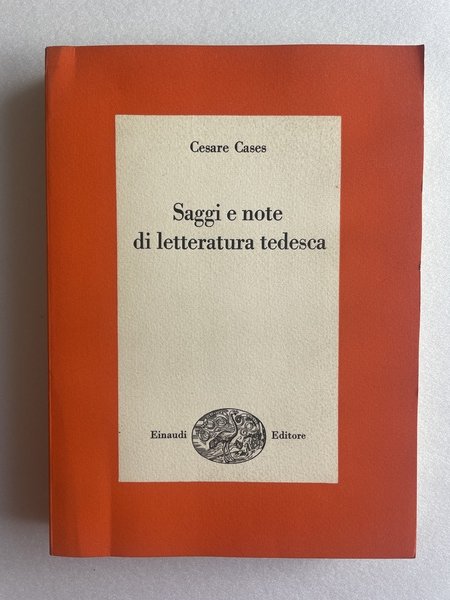 Cesare Cases
Saggi e note
di letteratura tedesca
Einaudi Editore